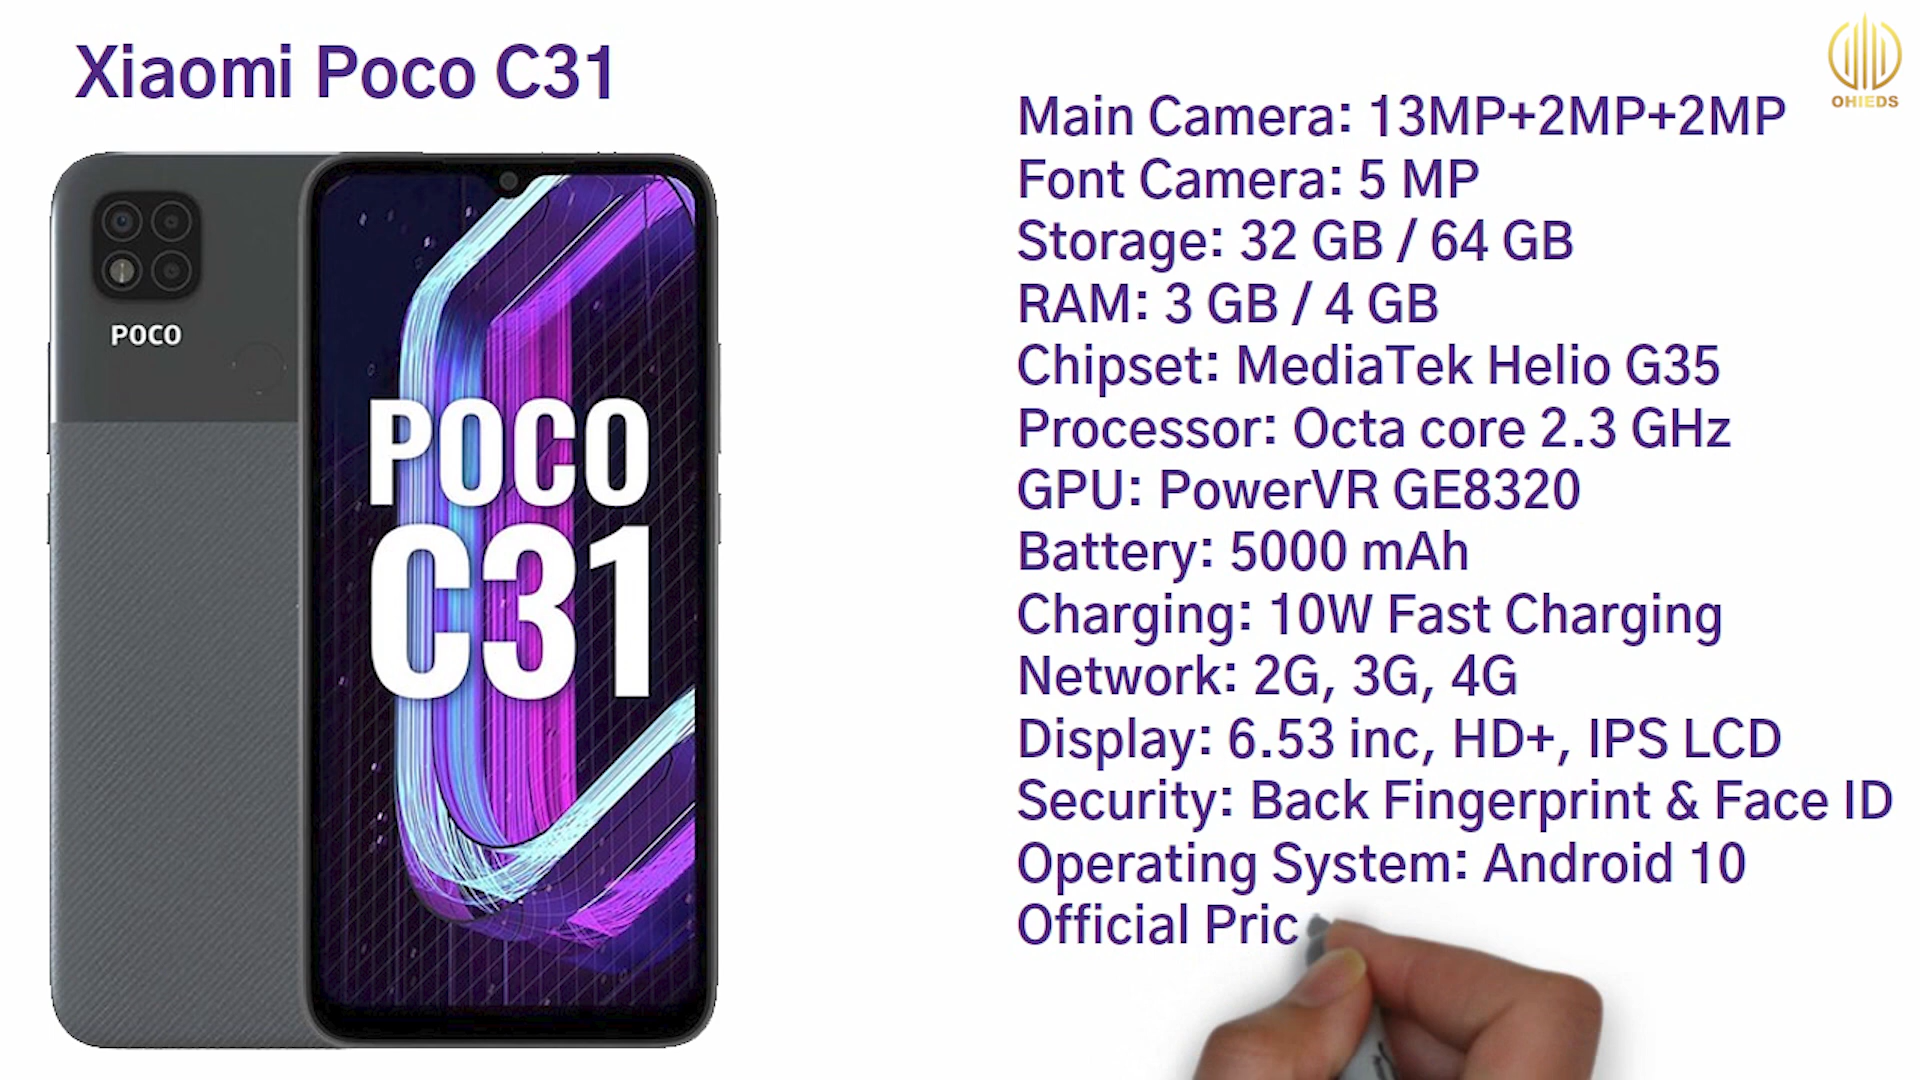 Xiaomi Poco C31
OHIEDS
Main Camera: 13MP+2MP+2MP
Font Camera: 5 MP
Storage: 32 GB / 64 GB
RAM: 3 GB / 4 GB
Chipset: MediaTek Helio G35
Processor: Octa core 2.3 GHz
GPU: PowerVR GE8320
Battery: 5000 mAh
Charging: 10W Fast Charging
Network: 2G, 3G, 4G
Display: 6.53 inc, HD+, IPS LCD
Security: Back Fingerprint & Face ID
Operating System: Android 10
Official Pric
POCO
POCO
C31